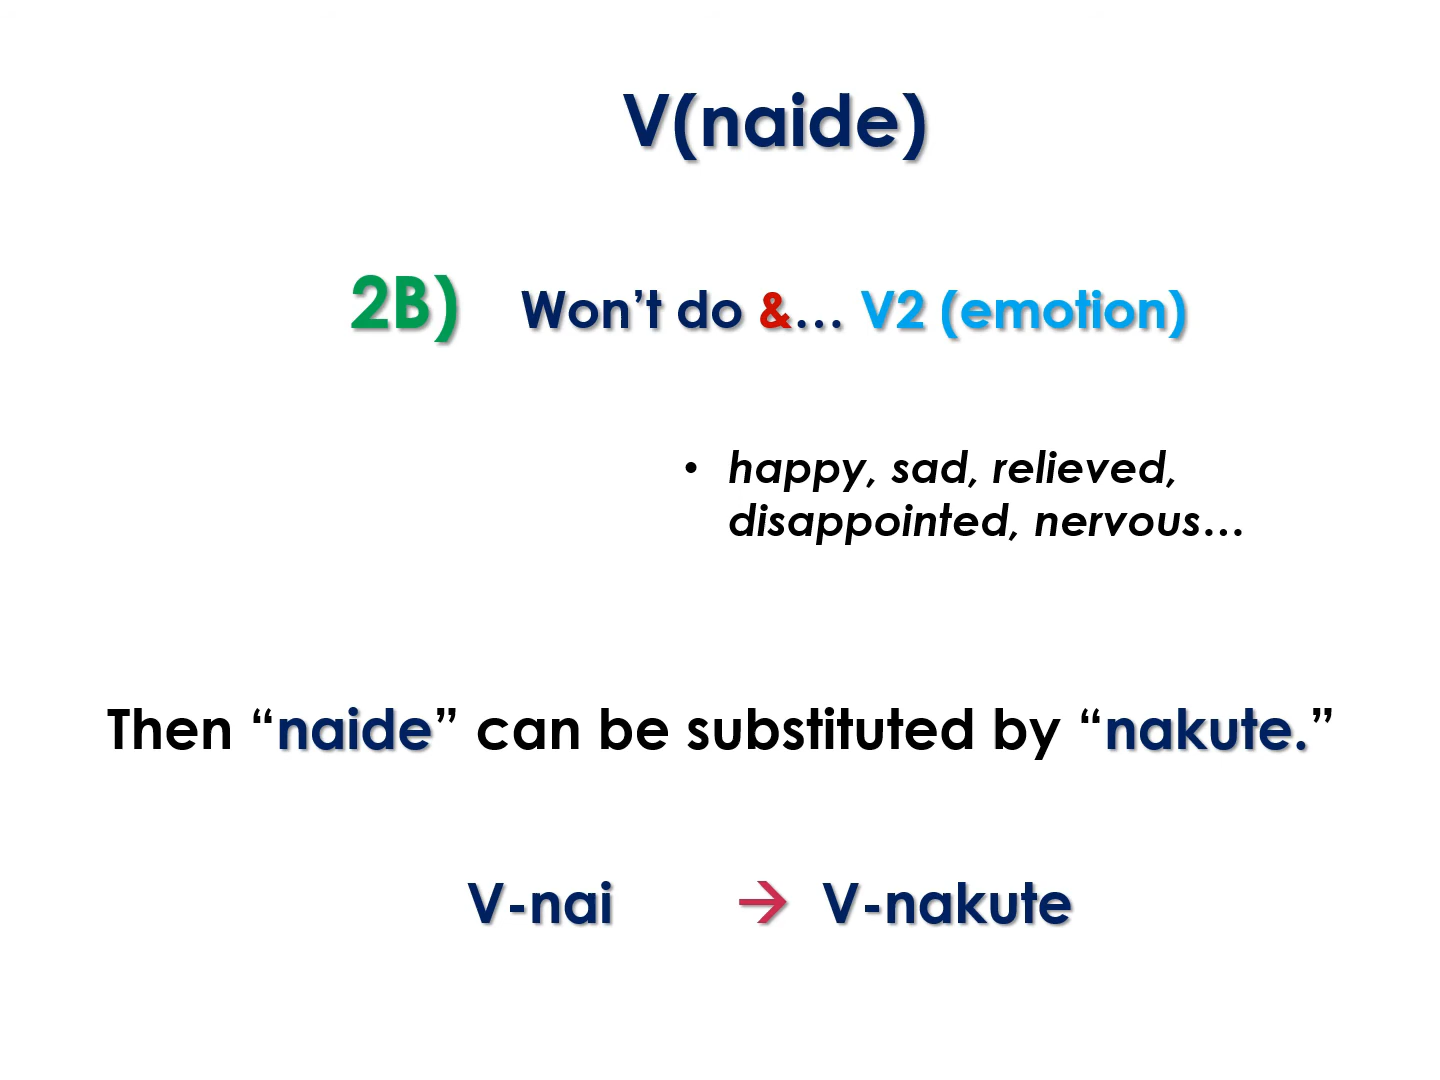 V(naide)
2B) Won’t do &… V2 (emotion)
• happy, sad, relieved,
disappointed, nervous…
Then “naide” can be substituted by “nakute.”
V-nai → V-nakute